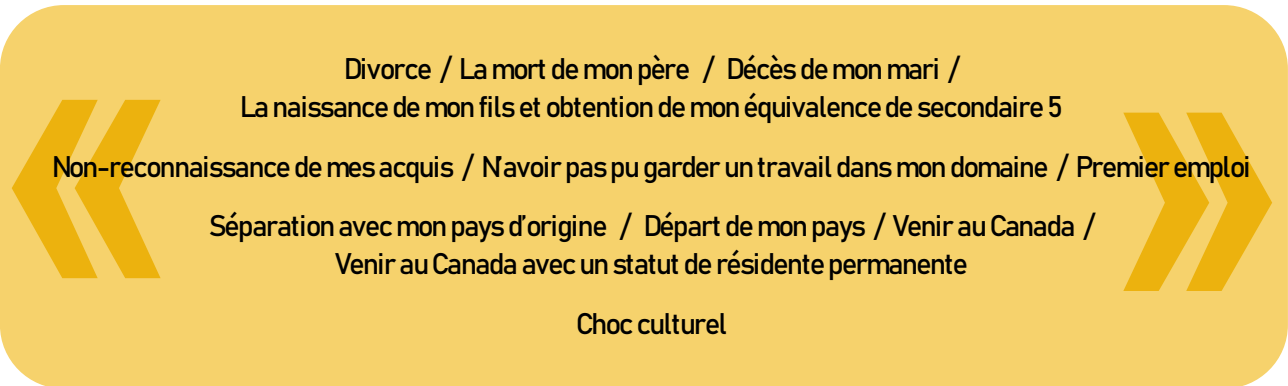 Divorce / La mort de mon père / Décès de mon mari /
La naissance de mon fils et obtention de mon équivalence de secondaire 5
Non-reconnaissance de mes acquis / N'avoir pas pu garder un travail dans mon domaine / Premier emploi
Séparation avec mon pays d'origine / Départ de mon pays / Venir au Canada /
Venir au Canada avec un statut de résidente permanente
Choc culturel